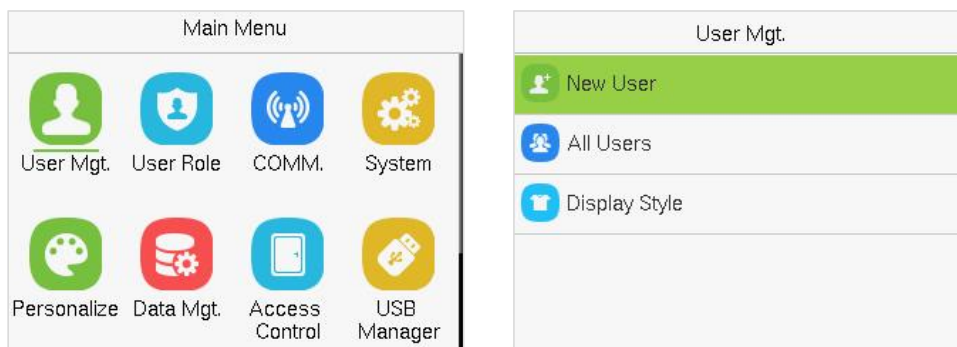 Main Menu
User Mgt.
User Role
COMM.
System
Personalize
Data Mgt.
Access
Control
USB
Manager
User Mgt.
New User
All Users
Display Style